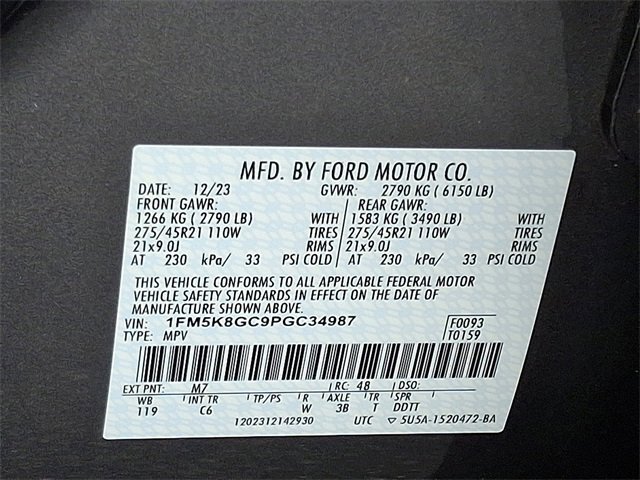 MFD. BY FORD MOTOR CO.
DATE: 12/23 GVWR: 2790 KG ( 6150 LB)
FRONT GAWR: REAR GAWR:
1266 KG ( 2790 LB) WITH 1583 KG ( 3490 LB) WITH
275/45R21 110W TIRES 275/45R21 110W TIRES
21x9.0J RIMS 21x9.0J RIMS
AT 230 kPa/ 33 PSI COLD AT 230 kPa/ 33 PSI COLD
THIS VEHICLE CONFORMS TO ALL APPLICABLE FEDERAL MOTOR
VEHICLE SAFETY STANDARDS IN EFFECT ON THE DATE OF
MANUFACTURE SHOWN ABOVE.
VIN: 1FM5K8GC9PGC34987 F0093
TYPE: MPV T0159
EXT PNT: M7 RC: 48 DSO:
WB INT TR TP/PS R AXLE TR SPR
119 C6 W 3B T DDTT
1202312142930 UTC ▽ 5U5A-1520472-BA